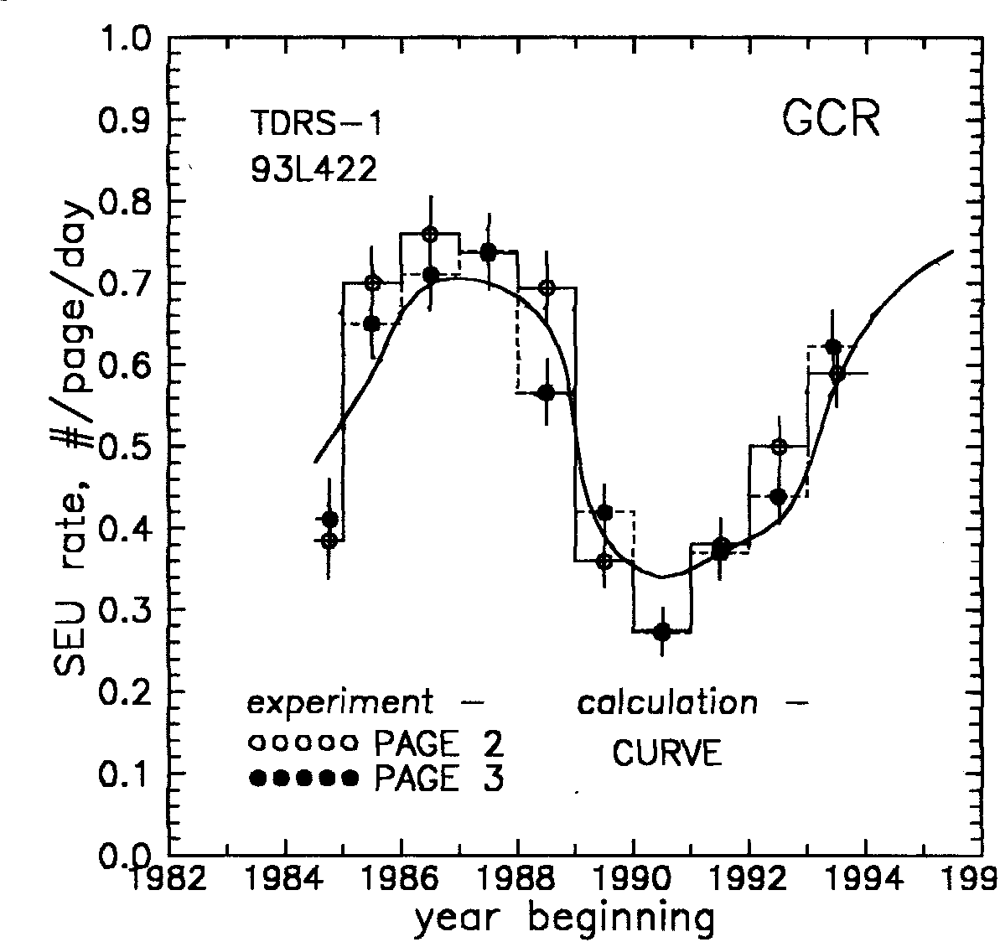 1.0
0.9
0.8
0.7
0.6
0.5
0.4
0.3
0.2
0.1
0.0
SEU rate, #/page/day
TDRS-1
93L422
GCR
experiment – calculation –
ooooo PAGE 2 CURVE
●●●●● PAGE 3
1982 1984 1986 1988 1990 1992 1994 199
year beginning